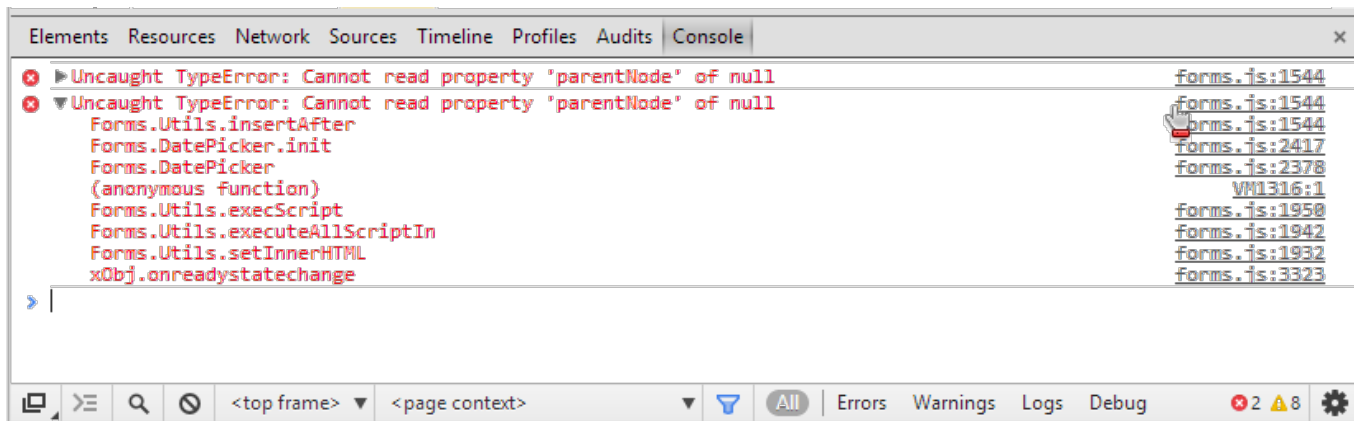 Elements Resources Network Sources Timeline Profiles Audits Console ×
Uncaught TypeError: Cannot read property 'parentNode' of null forms.js:1544
Uncaught TypeError: Cannot read property 'parentNode' of null forms.js:1544
Forms.Utils.insertAfter forms.js:1544
Forms.DatePicker.init forms.js:2417
Forms.DatePicker forms.js:2378
(anonymous function) VM1316:1
Forms.Utils.execScript forms.js:1950
Forms.Utils.executeAllScriptIn forms.js:1942
Forms.Utils.setInnerHTML forms.js:1932
xObj.onreadystatechange forms.js:3323
<top frame> <page context> All Errors Warnings Logs Debug 2 8